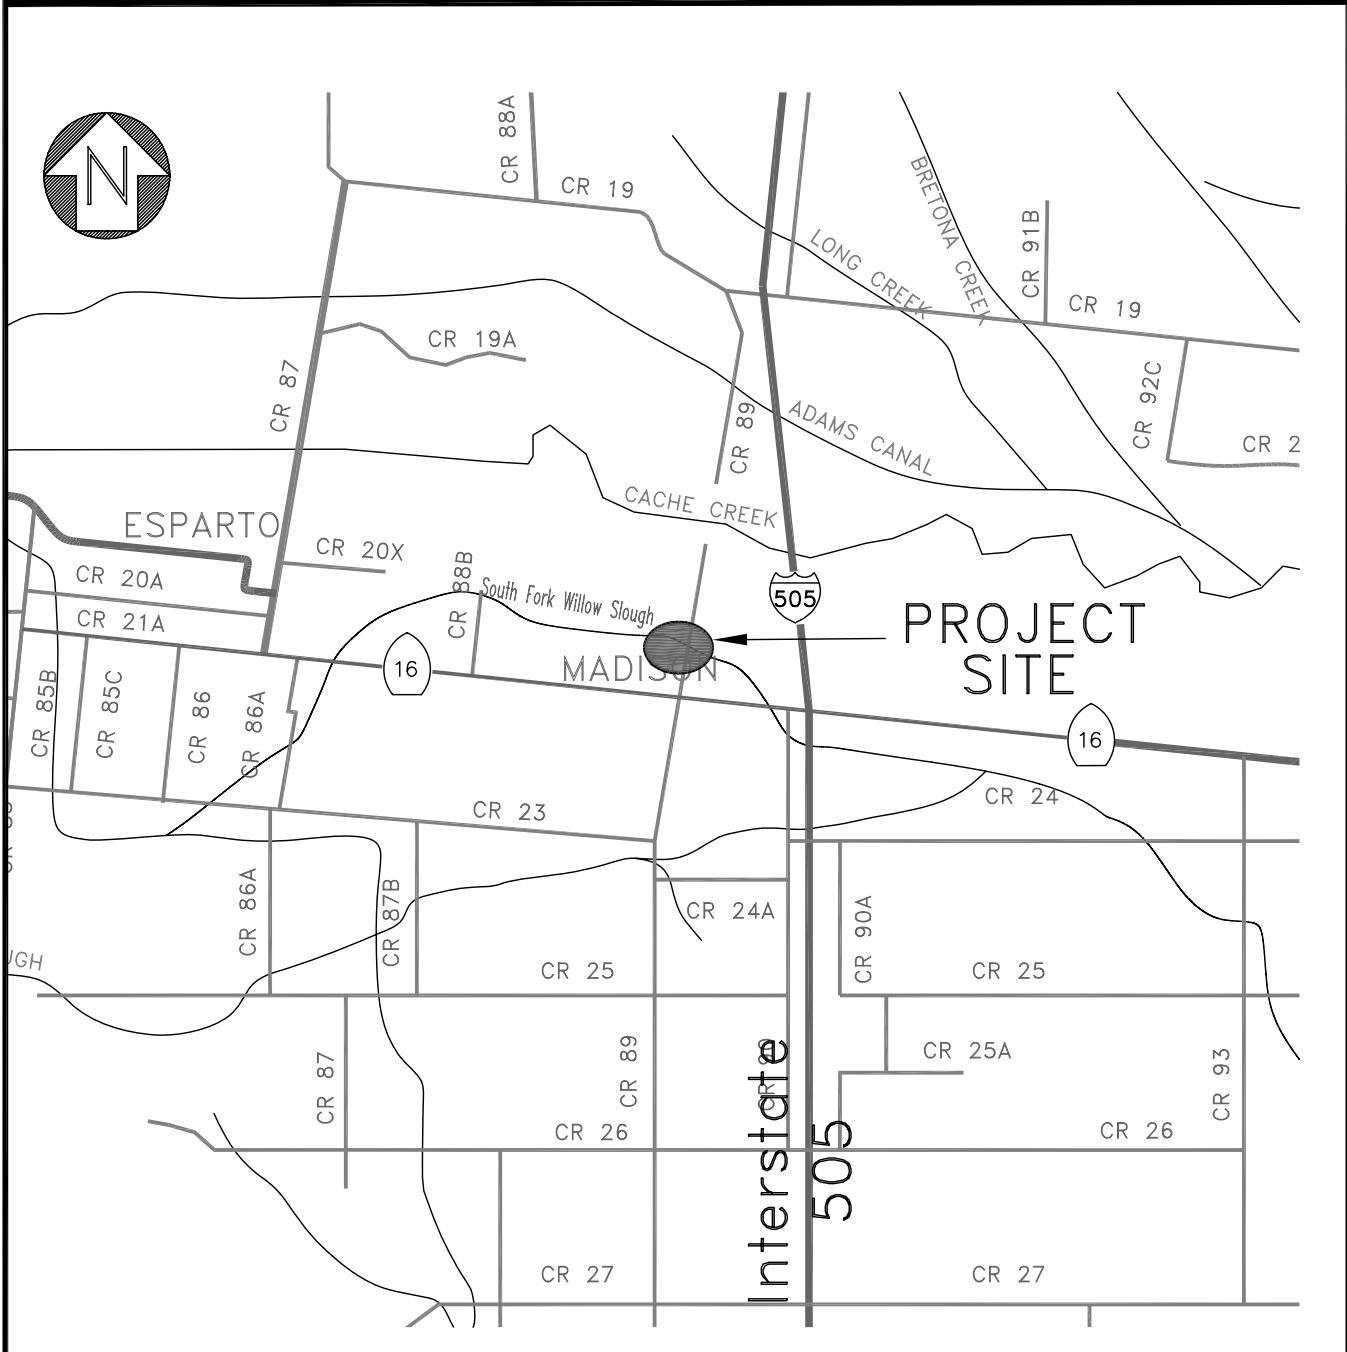 CR 88A
N
CR 19
BRETONA CREEK
CR 91B
LONG CREEK
CR 19
CR 19A
CR 87
CR 92C
CR 89
ADAMS CANAL
CR 2
CACHE CREEK
ESPARTO
CR 20X
CR 20A
CR 88B
South Fork Willow Slough
505
CR 21A
PROJECT
SITE
16
MADISON
CR 85B
CR 85C
CR 86
CR 86A
16
CR 23
CR 24
CR 86A
CR 87B
CR 24A
CR 90A
UGH
CR 25
CR 25
CR 87
CR 89
CR 25A
CR 93
CR 26
CR 26
Interstate
505
CR 27
CR 27